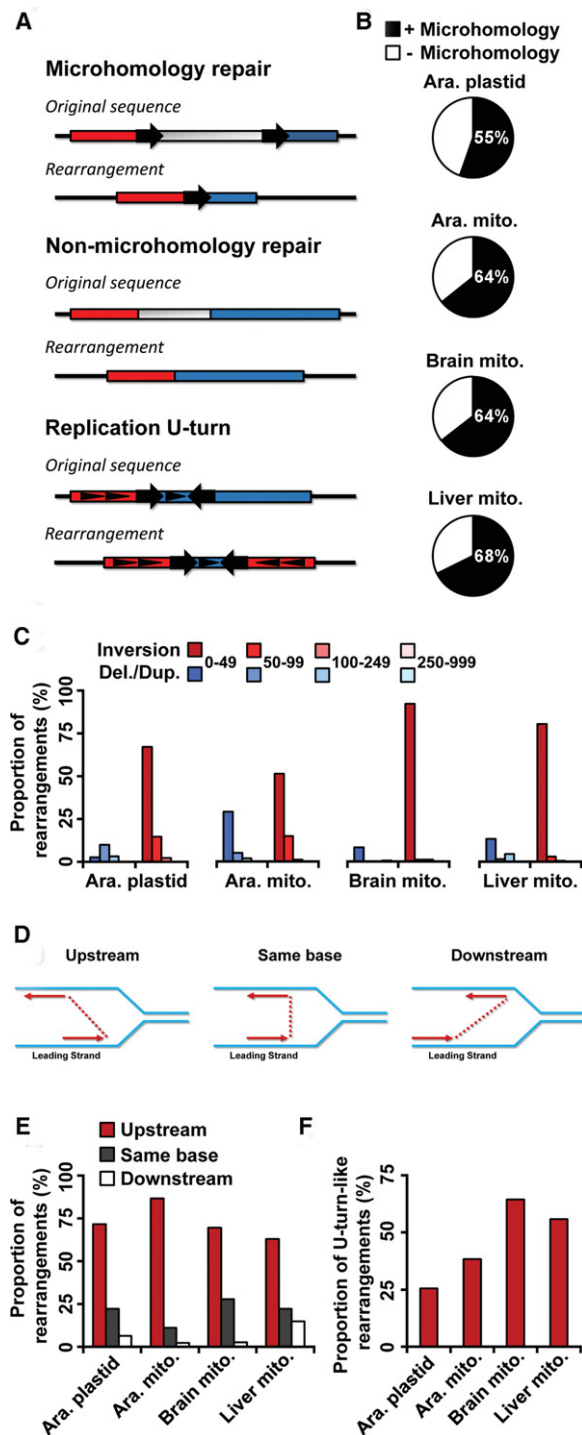 A
Microhomology repair
Original sequence
Rearrangement
Non-microhomology repair
Original sequence
Rearrangement
Replication U-turn
Original sequence
Rearrangement
B
+ Microhomology
- Microhomology
Ara. plastid
55%
Ara. mito.
64%
Brain mito.
64%
Liver mito.
68%
C
Inversion
Del./Dup.
0-49
50-99
100-249
250-999
Proportion of
rearrangements (%)
100
75
50
25
0
Ara. plastid
Ara. mito.
Brain mito.
Liver mito.
D
Upstream
Same base
Downstream
Leading Strand
Leading Strand
Leading Strand
E
Upstream
Same base
Downstream
Proportion of
rearrangements (%)
100
75
50
25
0
Ara. plastid
Ara. mito.
Brain mito.
Liver mito.
F
Proportion of U-turn-like
rearrangements (%)
75
50
25
0
Ara. plastid
Ara. mito.
Brain mito.
Liver mito.